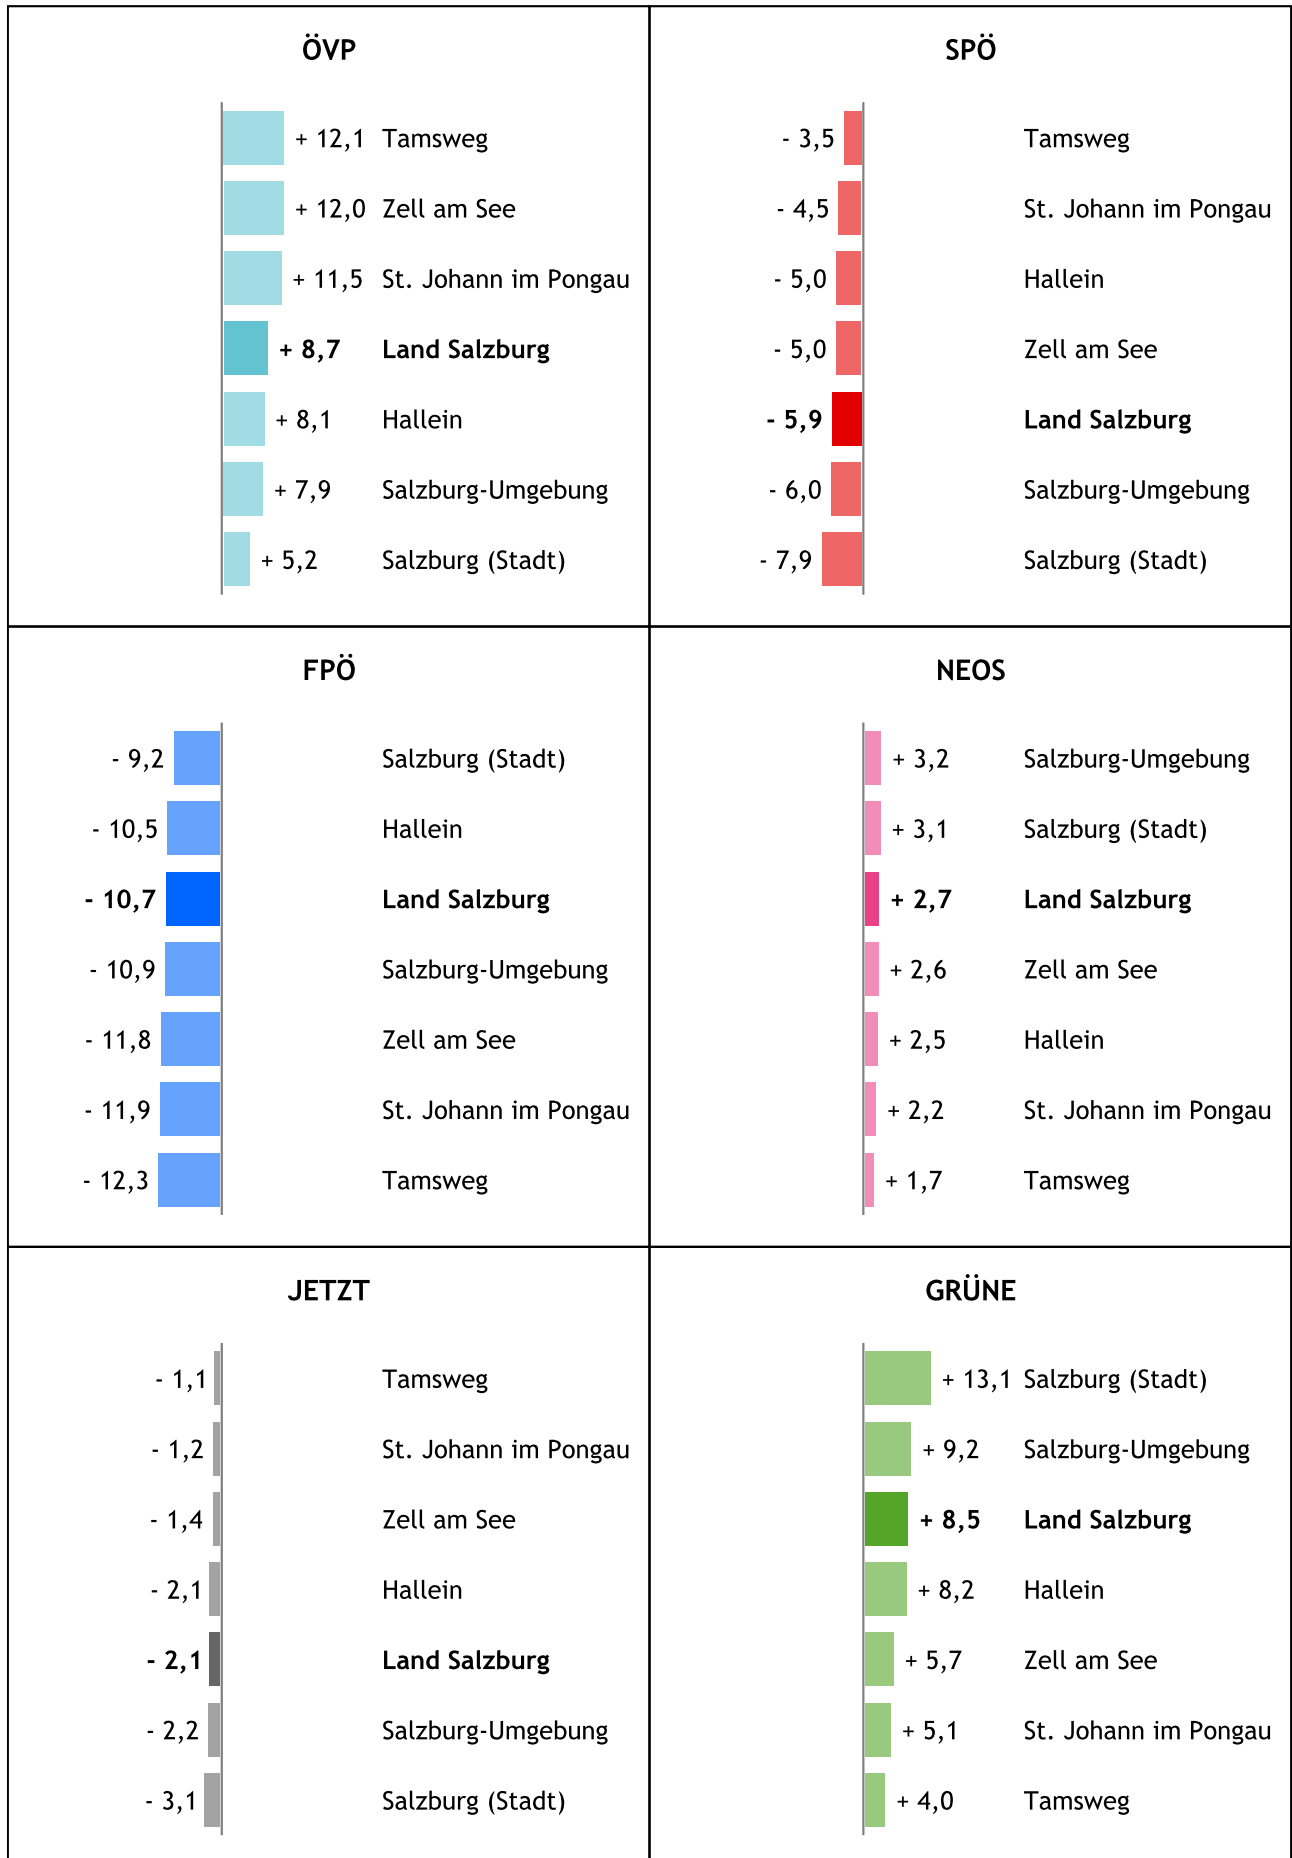 ÖVP
+ 12,1 Tamsweg
+ 12,0 Zell am See
+ 11,5 St. Johann im Pongau
+ 8,7 Land Salzburg
+ 8,1 Hallein
+ 7,9 Salzburg-Umgebung
+ 5,2 Salzburg (Stadt)
SPÖ
- 3,5 Tamsweg
- 4,5 St. Johann im Pongau
- 5,0 Hallein
- 5,0 Zell am See
- 5,9 Land Salzburg
- 6,0 Salzburg-Umgebung
- 7,9 Salzburg (Stadt)
FPÖ
- 9,2 Salzburg (Stadt)
- 10,5 Hallein
- 10,7 Land Salzburg
- 10,9 Salzburg-Umgebung
- 11,8 Zell am See
- 11,9 St. Johann im Pongau
- 12,3 Tamsweg
NEOS
+ 3,2 Salzburg-Umgebung
+ 3,1 Salzburg (Stadt)
+ 2,7 Land Salzburg
+ 2,6 Zell am See
+ 2,5 Hallein
+ 2,2 St. Johann im Pongau
+ 1,7 Tamsweg
JETZT
- 1,1 Tamsweg
- 1,2 St. Johann im Pongau
- 1,4 Zell am See
- 2,1 Hallein
- 2,1 Land Salzburg
- 2,2 Salzburg-Umgebung
- 3,1 Salzburg (Stadt)
GRÜNE
+ 13,1 Salzburg (Stadt)
+ 9,2 Salzburg-Umgebung
+ 8,5 Land Salzburg
+ 8,2 Hallein
+ 5,7 Zell am See
+ 5,1 St. Johann im Pongau
+ 4,0 Tamsweg